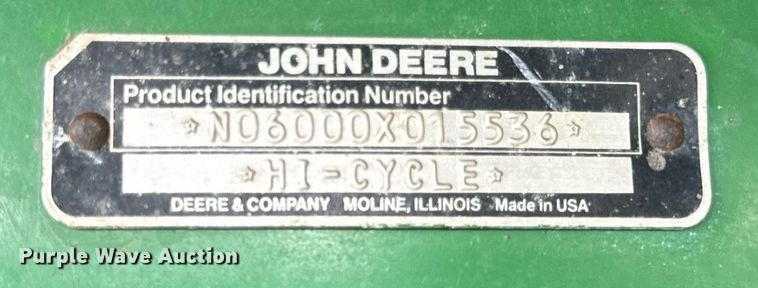 JOHN DEERE
Product Identification Number
*N06000X015536*
*HI-CYCLE*
DEERE & COMPANY MOLINE, ILLINOIS Made in USA
Purple Wave Auction